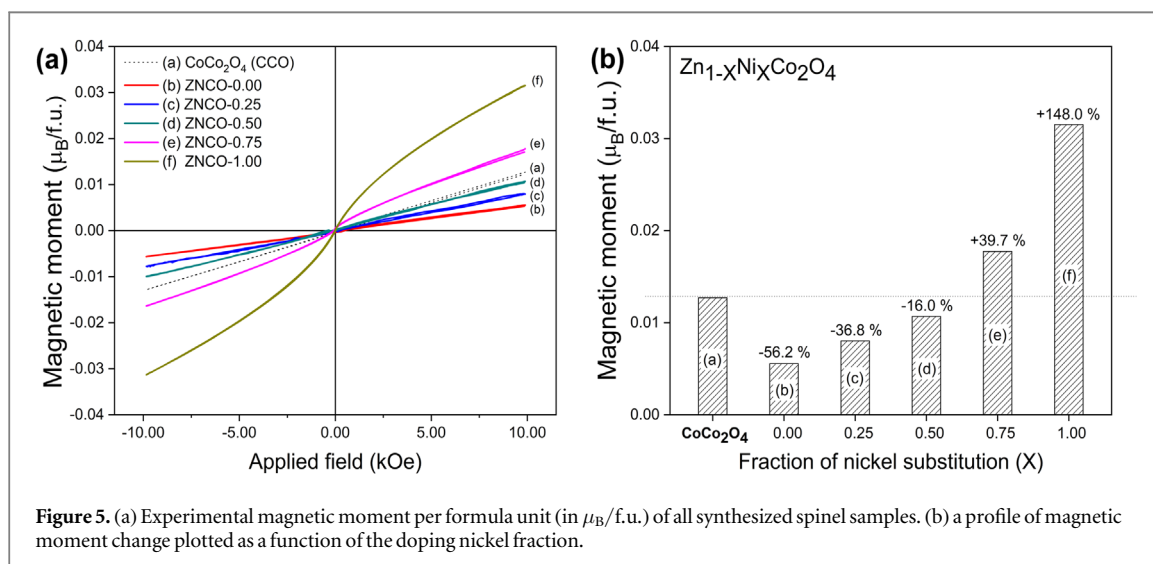 (a)
0.04
0.03
0.02
0.01
0.00
-0.01
-0.02
-0.03
-0.04
Magnetic moment (μB/f.u.)
(a) CoCo₂O₄ (CCO)
(b) ZNCO-0.00
(c) ZNCO-0.25
(d) ZNCO-0.50
(e) ZNCO-0.75
(f) ZNCO-1.00
(f)
(e)
(a)
(d)
(c)
(b)
-10.00 -5.00 0.00 5.00 10.00
Applied field (kOe)
(b)
0.04
0.03
0.02
0.01
0.00
Magnetic moment (μB/f.u.)
Zn1-XNiXCo2O4
+148.0 %
+39.7 %
-16.0 %
-36.8 %
-56.2 %
(a)
(b)
(c)
(d)
(e)
(f)
CoCo₂O₄ 0.00 0.25 0.50 0.75 1.00
Fraction of nickel substitution (X)
Figure 5. (a) Experimental magnetic moment per formula unit (in μB/f.u.) of all synthesized spinel samples. (b) a profile of magnetic
moment change plotted as a function of the doping nickel fraction.